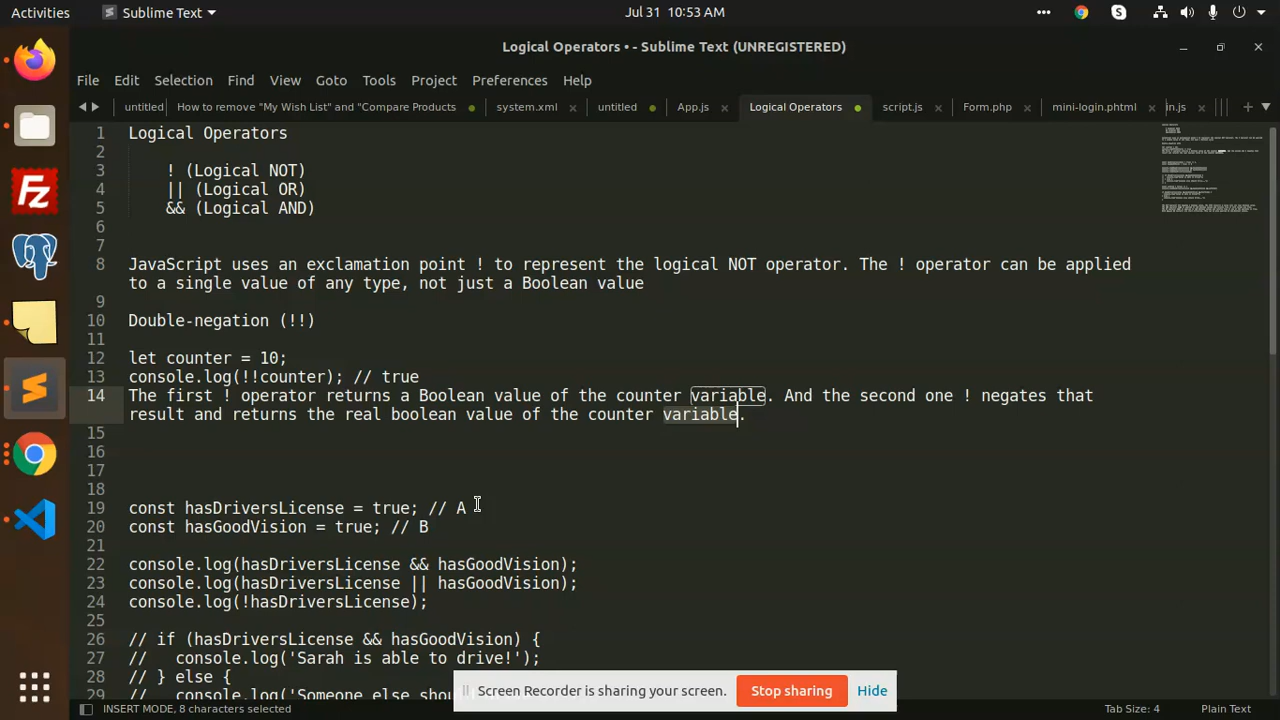 Activities
Sublime Text
Jul 31 10:53 AM
Logical Operators • - Sublime Text (UNREGISTERED)
File Edit Selection Find View Goto Tools Project Preferences Help
untitled
How to remove "My Wish List" and "Compare Products
system.xml
untitled
App.js
Logical Operators
script.js
Form.php
mini-login.phtml
in.js
1 Logical Operators
2
3 ! (Logical NOT)
4 || (Logical OR)
5 && (Logical AND)
6
7
8 JavaScript uses an exclamation point ! to represent the logical NOT operator. The ! operator can be applied
to a single value of any type, not just a Boolean value
9
10 Double-negation (!!)
11
12 let counter = 10;
13 console.log(!!counter); // true
14 The first ! operator returns a Boolean value of the counter variable. And the second one ! negates that
result and returns the real boolean value of the counter variable.
15
16
17
18
19 const hasDriversLicense = true; // A
20 const hasGoodVision = true; // B
21
22 console.log(hasDriversLicense && hasGoodVision);
23 console.log(hasDriversLicense || hasGoodVision);
24 console.log(!hasDriversLicense);
25
26 // if (hasDriversLicense && hasGoodVision) {
27 //   console.log('Sarah is able to drive!');
28 // } else {
29 //   console.log('Someone else shou
Screen Recorder is sharing your screen.
Stop sharing
Hide
INSERT MODE, 8 characters selected
Tab Size: 4
Plain Text